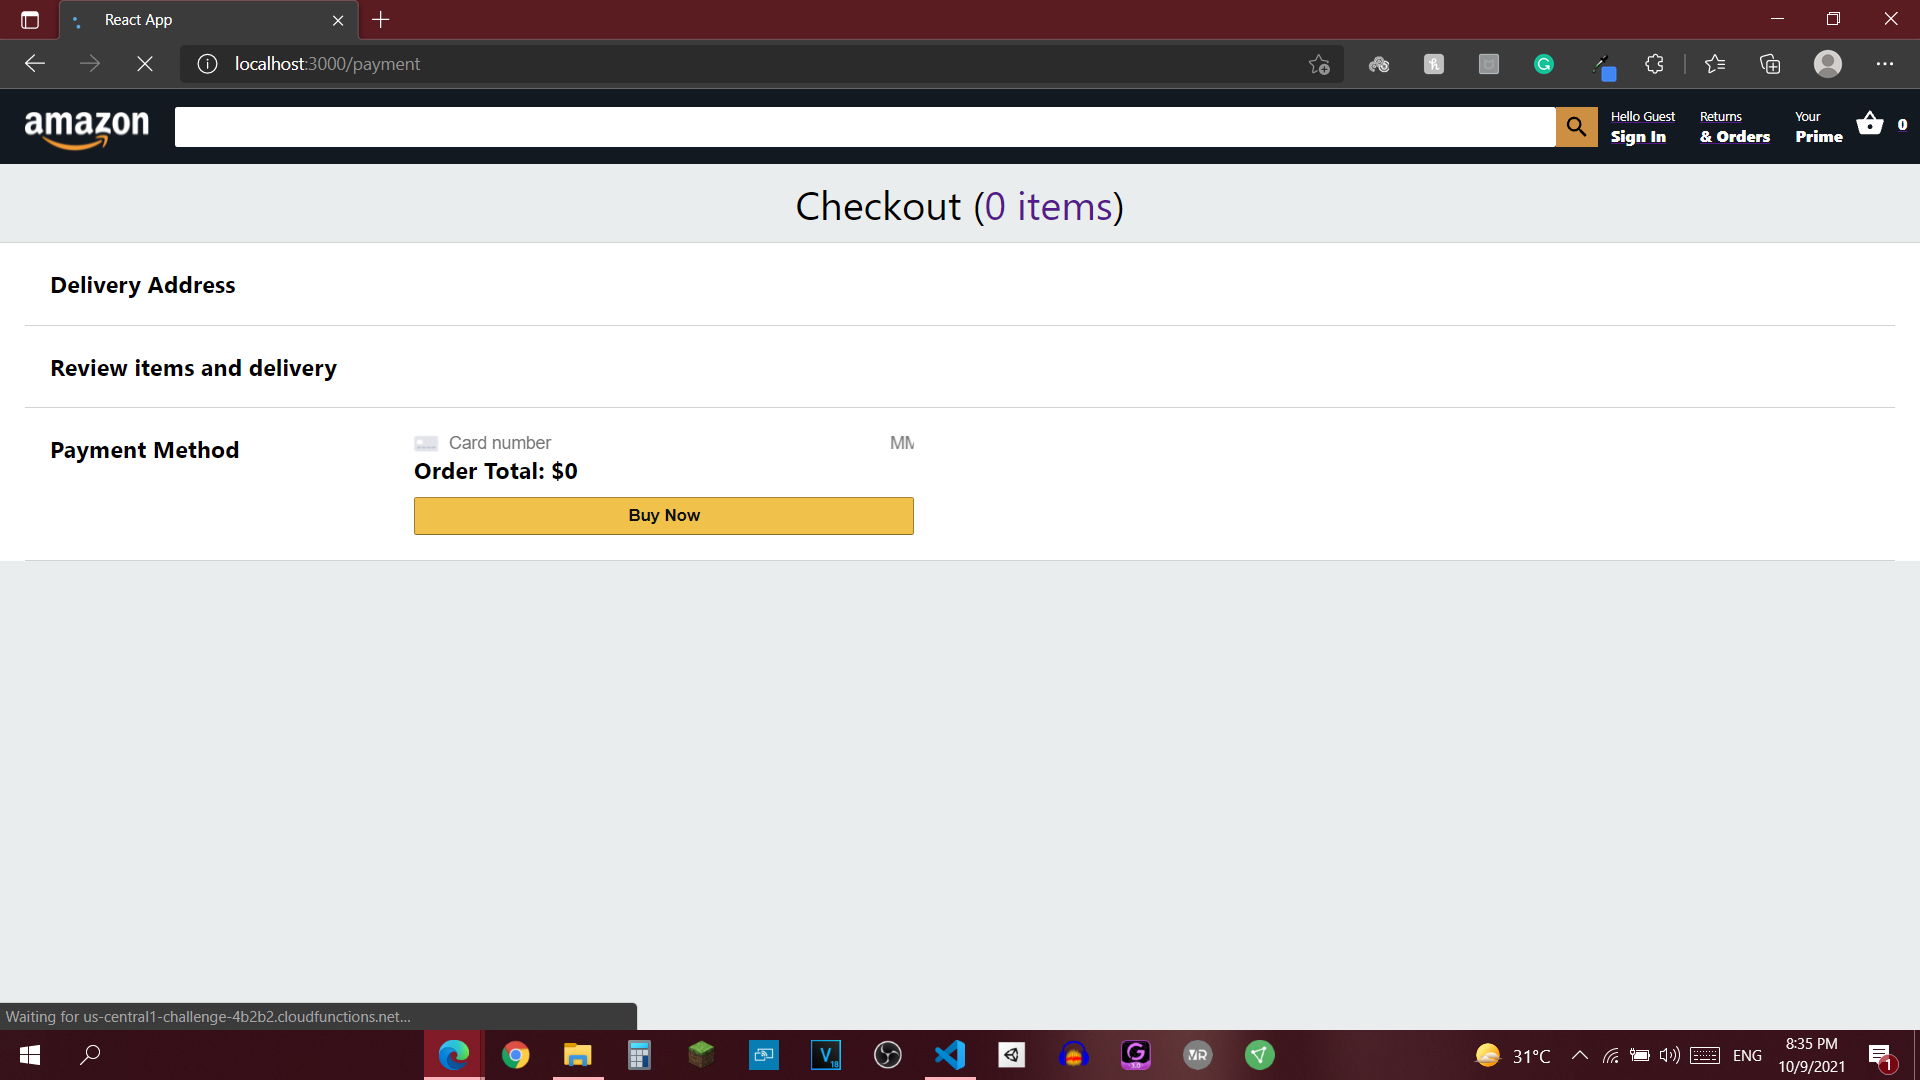 React App
localhost:3000/payment
amazon
Hello Guest
Sign In
Returns
& Orders
Your
Prime
0
Checkout (0 items)
Delivery Address
Review items and delivery
Payment Method
Card number
MM
Order Total: $0
Buy Now
Waiting for us-central1-challenge-4b2b2.cloudfunctions.net...
31°C
ENG
8:35 PM
10/9/2021
1